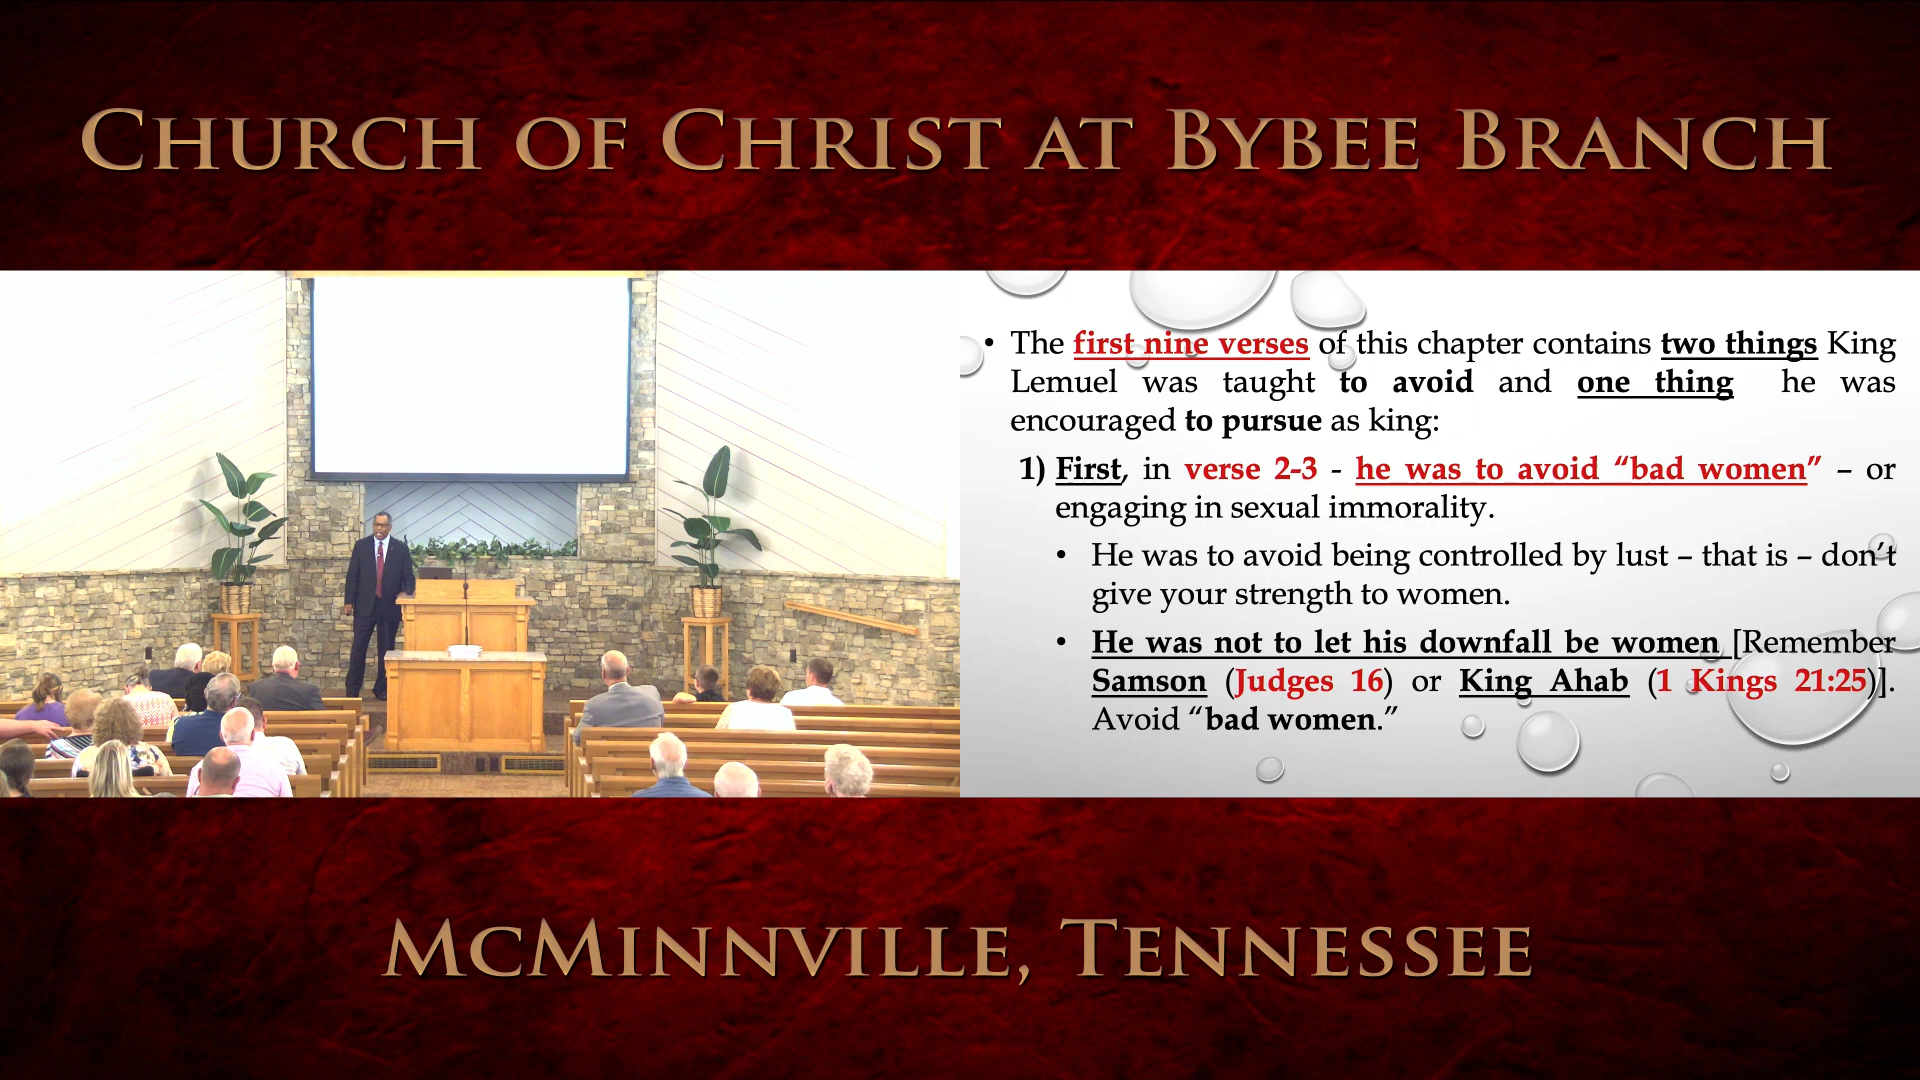 CHURCH OF CHRIST AT BYBEE BRANCH
• The first nine verses of this chapter contains two things King
Lemuel was taught to avoid and one thing he was
encouraged to pursue as king:
1) First, in verse 2-3 - he was to avoid “bad women” – or
engaging in sexual immorality.
• He was to avoid being controlled by lust – that is – don’t
give your strength to women.
• He was not to let his downfall be women [Remember
Samson (Judges 16) or King Ahab (1 Kings 21:25)].
Avoid “bad women.”
MCMINNVILLE, TENNESSEE